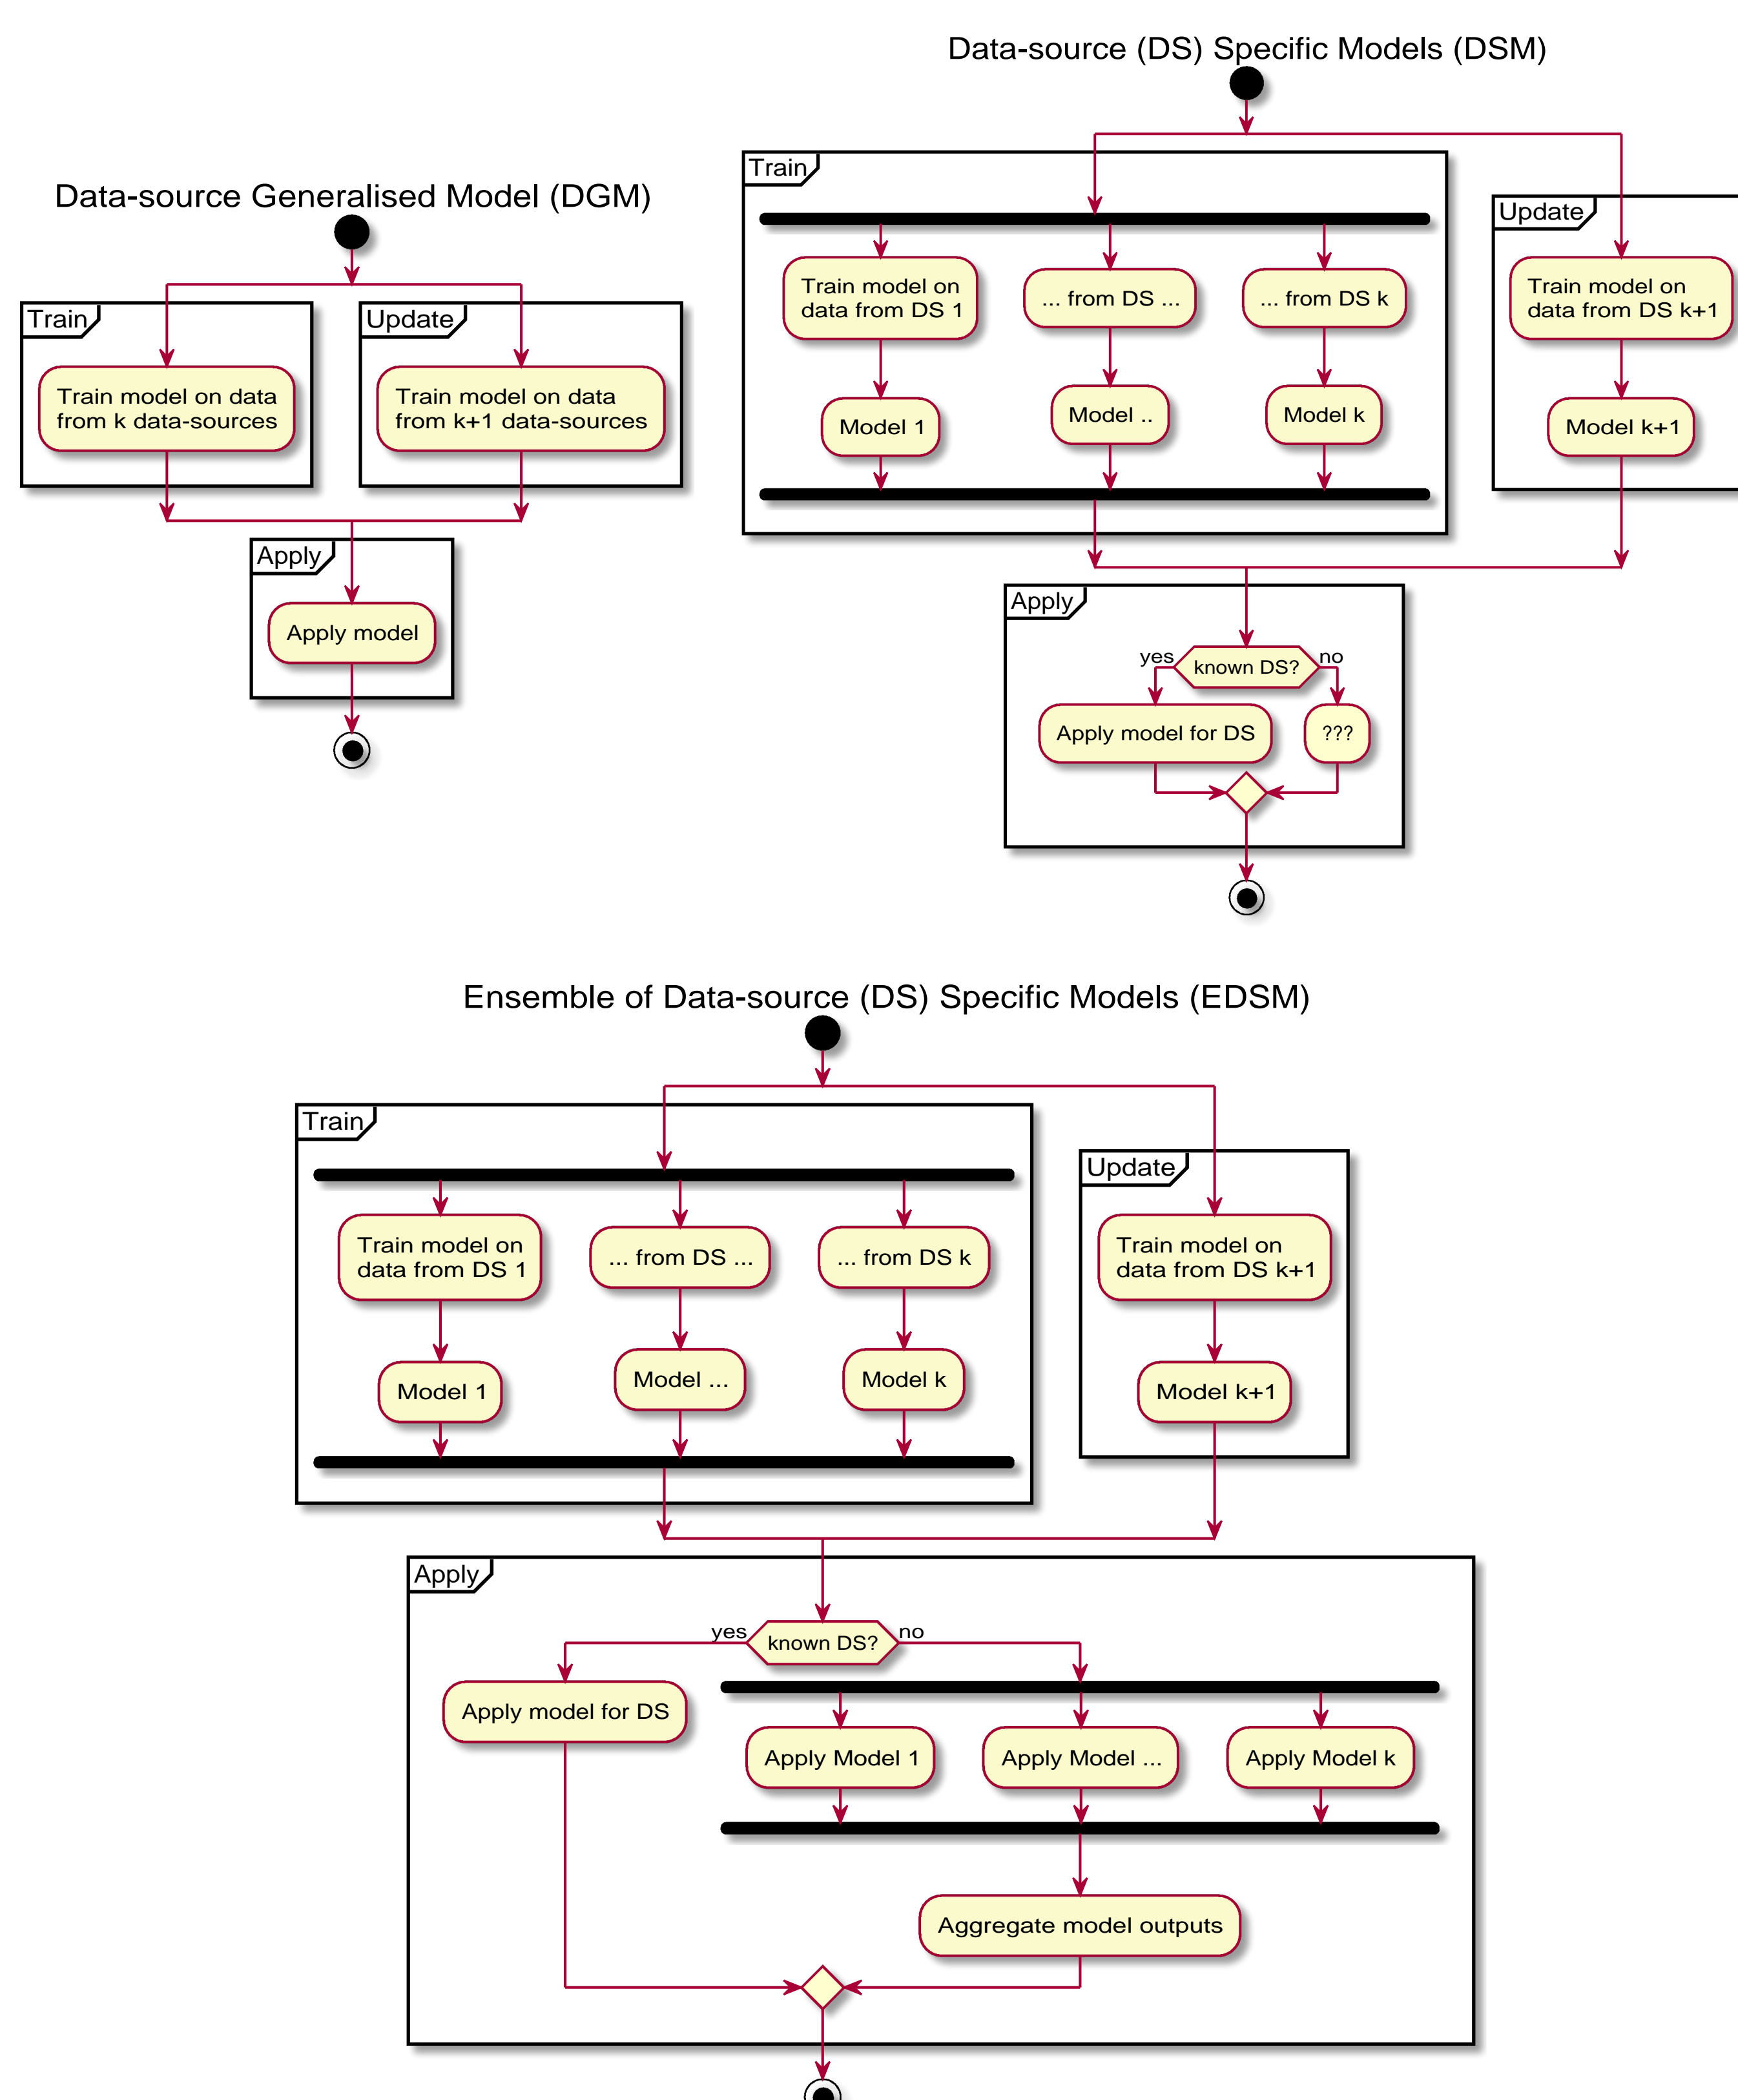 Data-source Generalised Model (DGM)
Train
Train model on data
from k data-sources
Update
Train model on data
from k+1 data-sources
Apply
Apply model
Data-source (DS) Specific Models (DSM)
Train
Train model on
data from DS 1
... from DS ...
... from DS k
Model 1
Model ..
Model k
Update
Train model on
data from DS k+1
Model k+1
Apply
yes
known DS?
no
Apply model for DS
???
Ensemble of Data-source (DS) Specific Models (EDSM)
Train
Train model on
data from DS 1
... from DS ...
... from DS k
Model 1
Model ...
Model k
Update
Train model on
data from DS k+1
Model k+1
Apply
yes
known DS?
no
Apply model for DS
Apply Model 1
Apply Model ...
Apply Model k
Aggregate model outputs